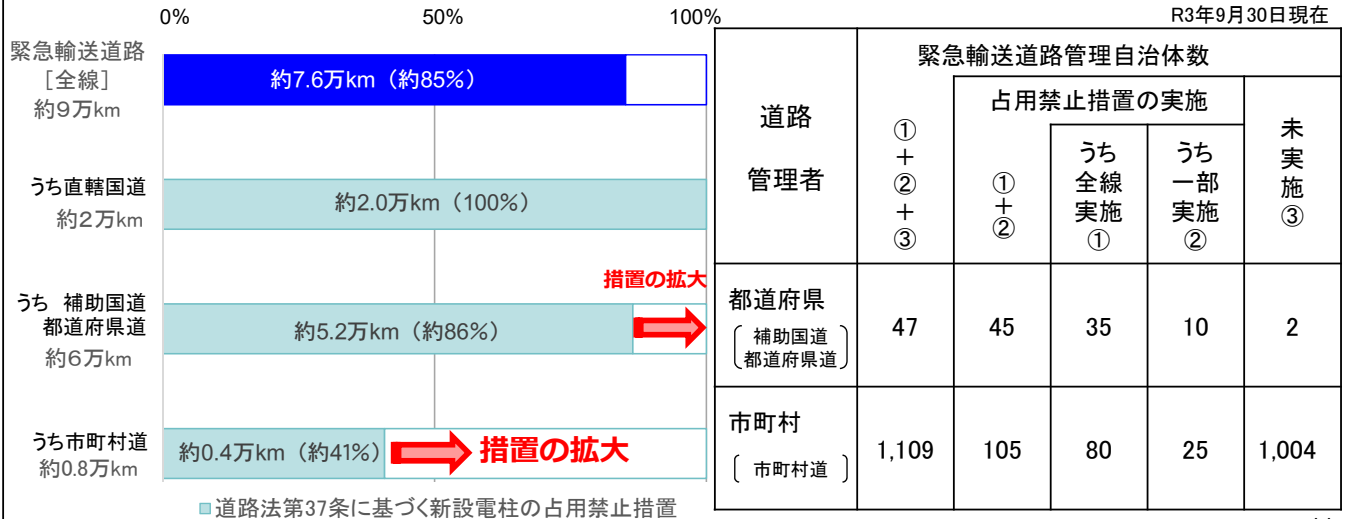 0%
50%
100%
R3年9月30日現在
緊急輸送道路
［全線］
約９万km
約7.6万km（約85%）
うち直轄国道
約２万km
約2.0万km（100%）
措置の拡大
うち 補助国道
都道府県道
約６万km
約5.2万km（約86%）
うち市町村道
約0.8万km
約0.4万km（約41%）
措置の拡大
■道路法第37条に基づく新設電柱の占用禁止措置
道路
管理者
緊急輸送道路管理自治体数
①＋②＋③
占用禁止措置の実施
①＋②
うち
全線
実施
①
うち
一部
実施
②
未実施③
都道府県
〔補助国道
都道府県道〕
47
45
35
10
2
市町村
〔市町村道〕
1,109
105
80
25
1,004